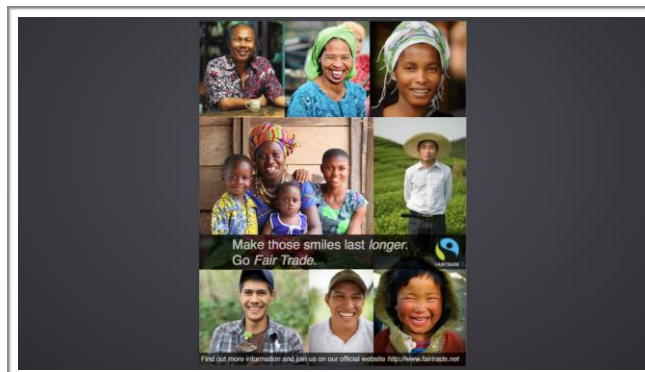 Make those smiles last longer.
Go Fair Trade.
FAIRTRADE
Find out more information and join us on our official website http://www.fairtrade.net